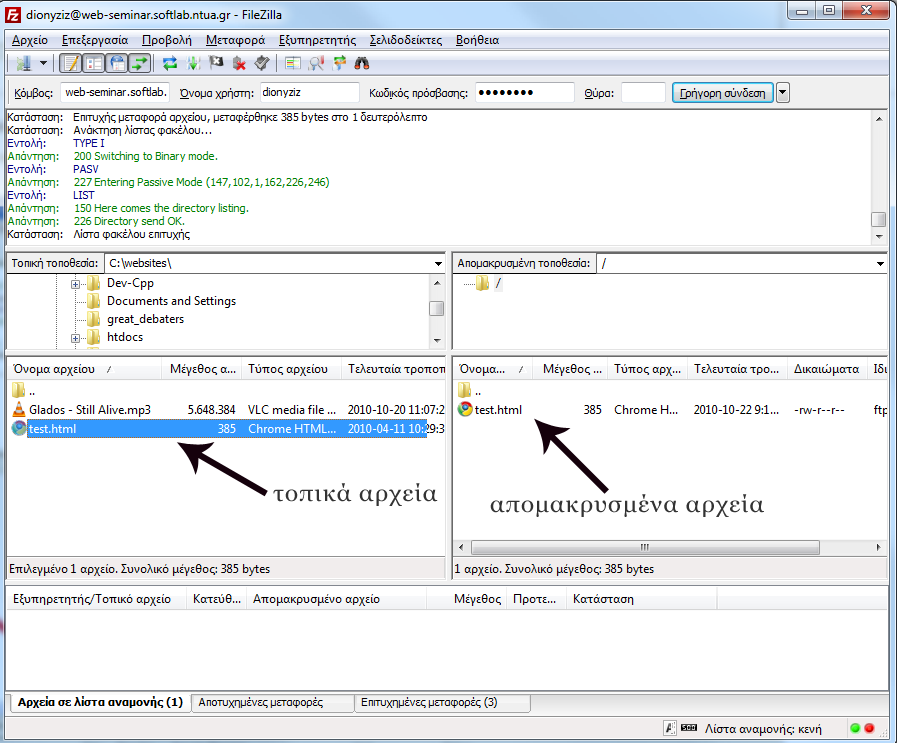 dionyziz@web-seminar.softlab.ntua.gr - FileZilla
Αρχείο Επεξεργασία Προβολή Μεταφορά Εξυπηρετητής Σελιδοδείκτες Βοήθεια
Κόμβος: web-seminar.softlab. Όνομα χρήστη: dionyziz Κωδικός πρόσβασης: ●●●●●●●● Θύρα: Γρήγορη σύνδεση
Κατάσταση: Επιτυχής μεταφορά αρχείου, μεταφέρθηκε 385 bytes στο 1 δευτερόλεπτο
Κατάσταση: Ανάκτηση λίστας φακέλου...
Εντολή: TYPE I
Απάντηση: 200 Switching to Binary mode.
Εντολή: PASV
Απάντηση: 227 Entering Passive Mode (147,102,1,162,226,246)
Εντολή: LIST
Απάντηση: 150 Here comes the directory listing.
Απάντηση: 226 Directory send OK.
Κατάσταση: Λίστα φακέλου επιτυχής
Τοπική τοποθεσία: C:\websites\
Dev-Cpp
Documents and Settings
great_debaters
htdocs
Απομακρυσμένη τοποθεσία: /
/
Όνομα αρχείου / Μέγεθος α... Τύπος αρχείου Τελευταία τροποπ
..
Glados - Still Alive.mp3 5.648.384 VLC media file ... 2010-10-20 11:07:2
test.html 385 Chrome HTML... 2010-04-11 10:29:3
τοπικά αρχεία
Επιλεγμένο 1 αρχείο. Συνολικό μέγεθος: 385 bytes
Όνομα... / Μέγεθος ... Τύπος αρχ... Τελευταία τρο... Δικαιώματα Ιδι
..
test.html 385 Chrome H... 2010-10-22 9:1... -rw-r--r-- ftp
απομακρυσμένα αρχεία
1 αρχείο. Συνολικό μέγεθος: 385 bytes
Εξυπηρετητής/Τοπικό αρχείο Κατεύθ... Απομακρυσμένο αρχείο Μέγεθος Προτε... Κατάσταση
Αρχεία σε λίστα αναμονής (1) Αποτυχημένες μεταφορές Επιτυχημένες μεταφορές (3)
Λίστα αναμονής: κενή